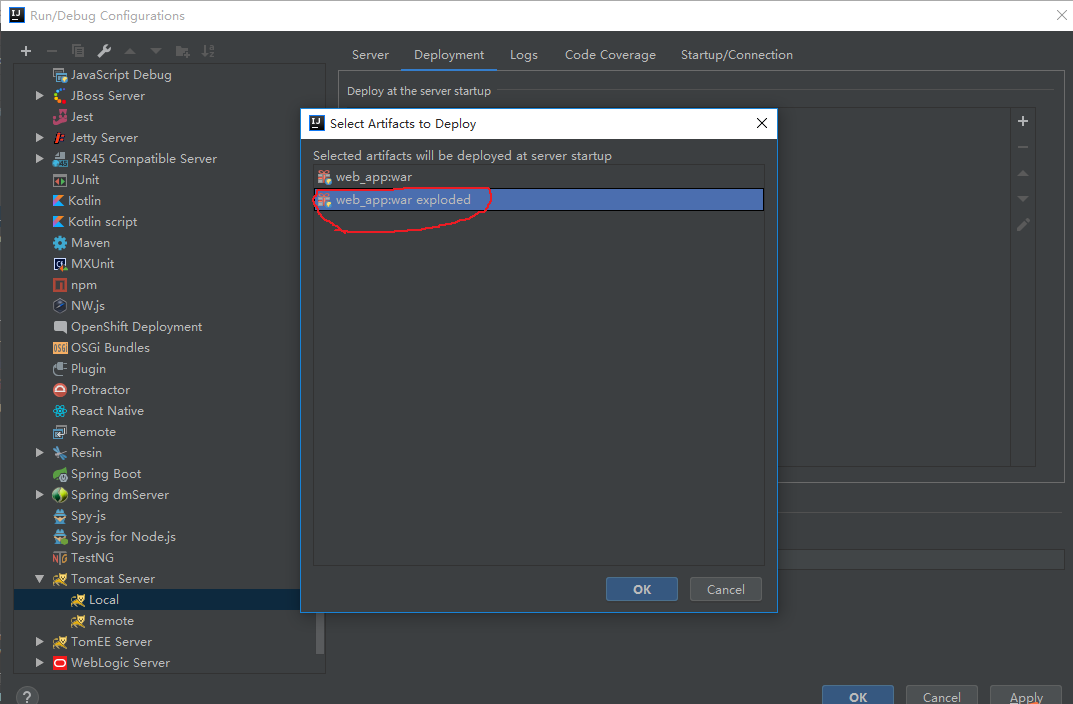 Run/Debug Configurations
Server
Deployment
Logs
Code Coverage
Startup/Connection
JavaScript Debug
JBoss Server
Jest
Jetty Server
JSR45 Compatible Server
JUnit
Kotlin
Kotlin script
Maven
MXUnit
npm
NW.js
OpenShift Deployment
OSGi Bundles
Plugin
Protractor
React Native
Remote
Resin
Spring Boot
Spring dmServer
Spy-js
Spy-js for Node.js
TestNG
Tomcat Server
Local
Remote
TomEE Server
WebLogic Server
Deploy at the server startup
Select Artifacts to Deploy
Selected artifacts will be deployed at server startup
web_app:war
web_app:war exploded
OK
Cancel
?
OK
Cancel
Apply